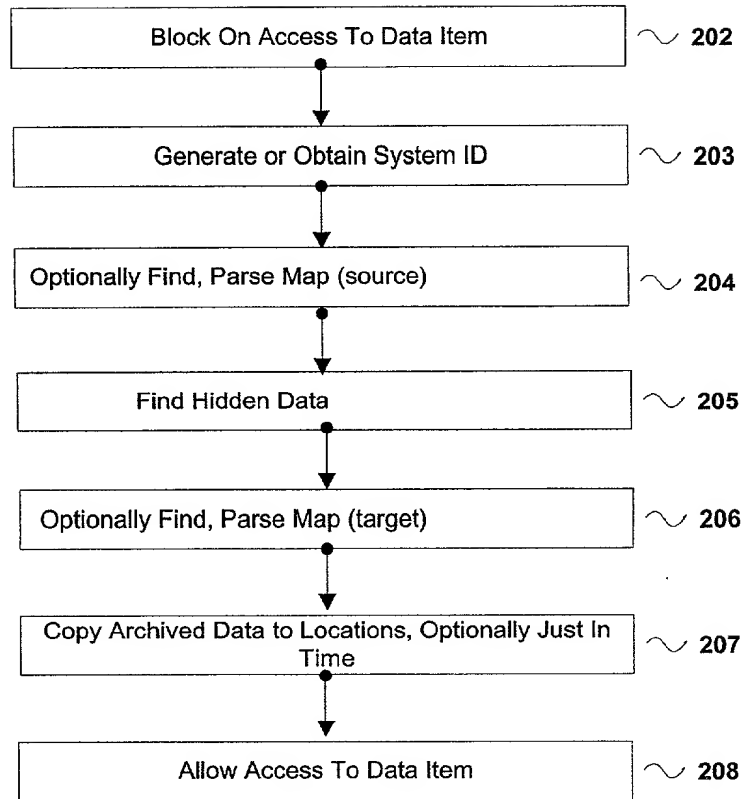 Block On Access To Data Item 202
Generate or Obtain System ID 203
Optionally Find, Parse Map (source) 204
Find Hidden Data 205
Optionally Find, Parse Map (target) 206
Copy Archived Data to Locations, Optionally Just In
Time 207
Allow Access To Data Item 208